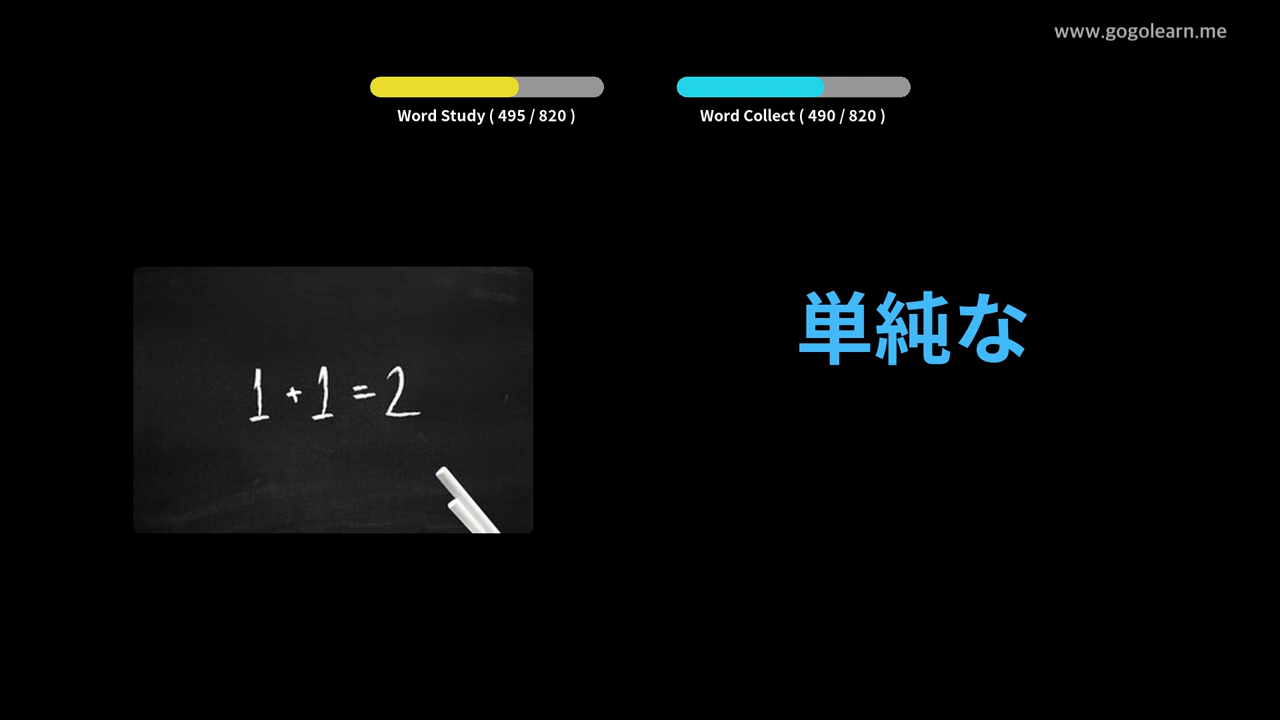 www.gogolearn.me
Word Study ( 495 / 820 )
Word Collect ( 490 / 820 )
単純な
1 + 1 = 2